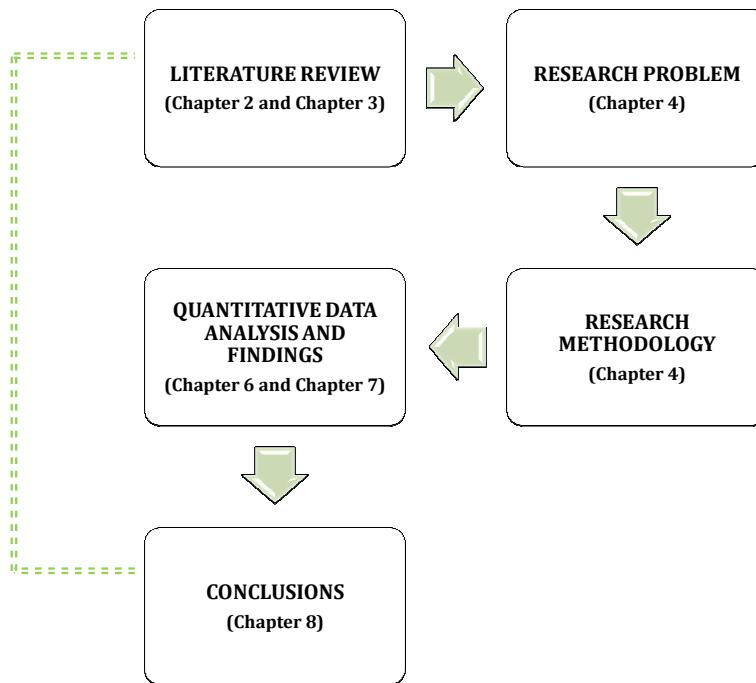 LITERATURE REVIEW
(Chapter 2 and Chapter 3)
RESEARCH PROBLEM
(Chapter 4)
RESEARCH
METHODOLOGY
(Chapter 4)
QUANTITATIVE DATA
ANALYSIS AND
FINDINGS
(Chapter 6 and Chapter 7)
CONCLUSIONS
(Chapter 8)